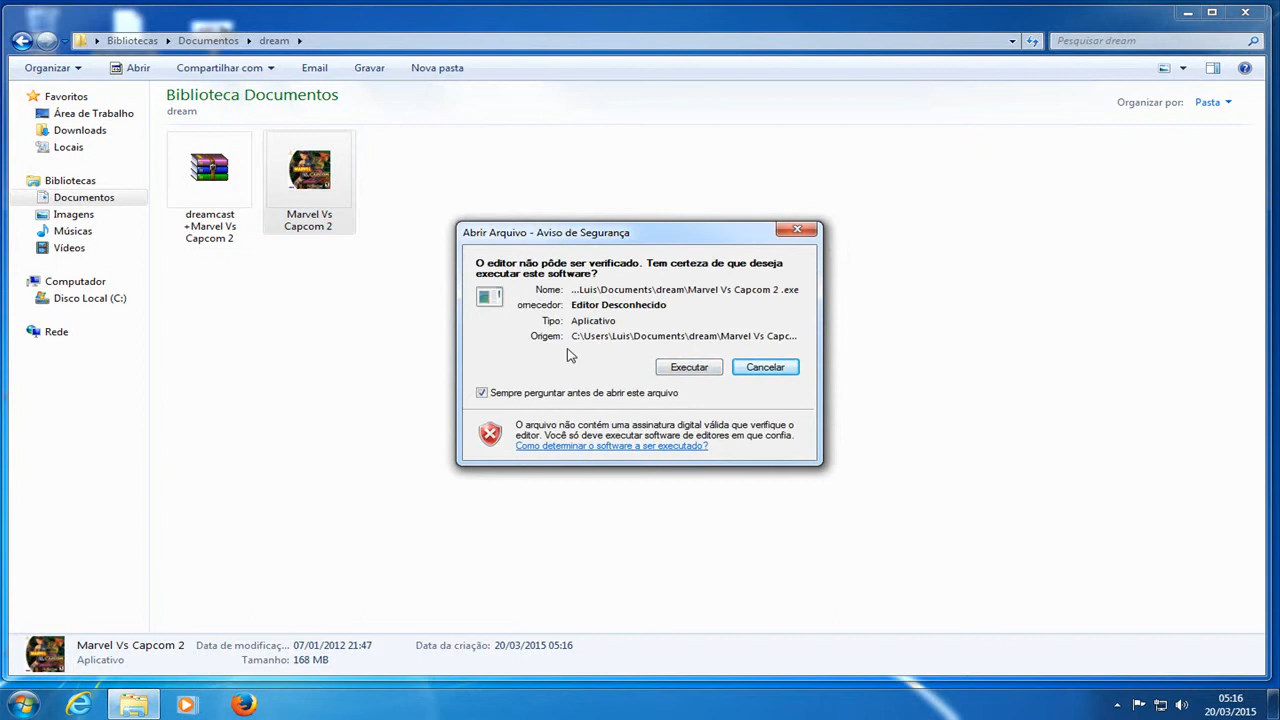 Bibliotecas Documentos dream
Pesquisar dream
Organizar Abrir Compartilhar com Email Gravar Nova pasta
Favoritos
Área de Trabalho
Downloads
Locais
Bibliotecas
Documentos
Imagens
Músicas
Vídeos
Computador
Disco Local (C:)
Rede
Biblioteca Documentos
dream
Organizar por: Pasta
dreamcast
+Marvel Vs
Capcom 2
Marvel Vs
Capcom 2
Abrir Arquivo - Aviso de Segurança
O editor não pôde ser verificado. Tem certeza de que deseja
executar este software?
Nome: ...Luis\Documents\dream\Marvel Vs Capcom 2 .exe
ornecedor: Editor Desconhecido
Tipo: Aplicativo
Origem: C:\Users\Luis\Documents\dream\Marvel Vs Capc...
Executar Cancelar
Sempre perguntar antes de abrir este arquivo
O arquivo não contém uma assinatura digital válida que verifique o
editor. Você só deve executar software de editores em que confia.
Como determinar o software a ser executado?
Marvel Vs Capcom 2 Data de modificaç... 07/01/2012 21:47 Data da criação: 20/03/2015 05:16
Aplicativo Tamanho: 168 MB
05:16
20/03/2015